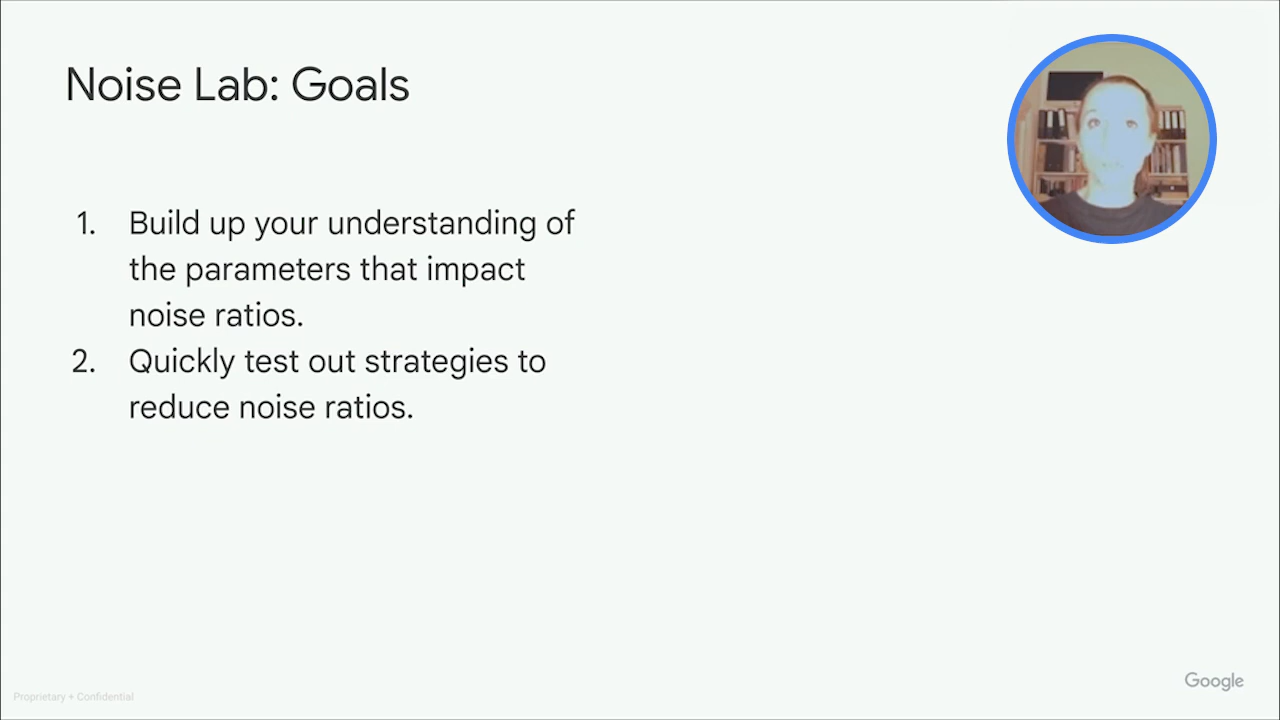 Noise Lab: Goals
1. Build up your understanding of
the parameters that impact
noise ratios.
2. Quickly test out strategies to
reduce noise ratios.
Proprietary + Confidential
Google